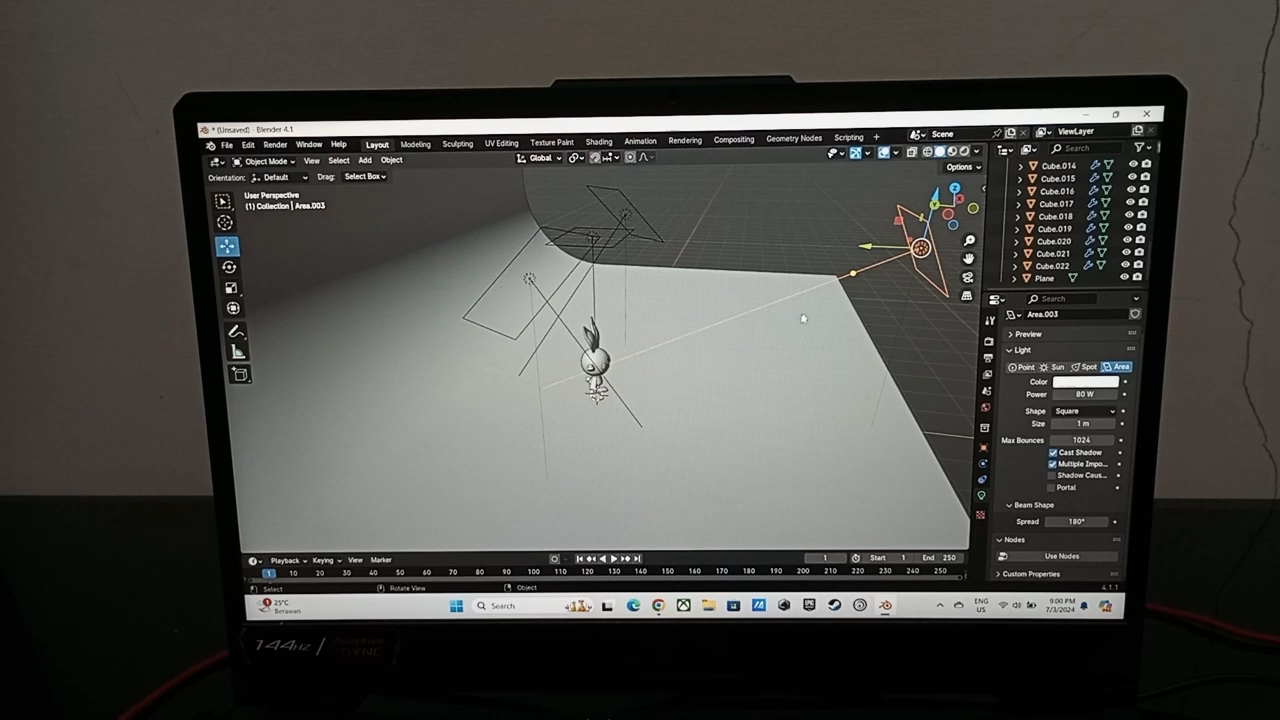 * (Unsaved) - Blender 4.1
File Edit Render Window Help Layout Modeling Sculpting UV Editing Texture Paint Shading Animation Rendering Compositing Geometry Nodes Scripting + Scene ViewLayer
Object Mode View Select Add Object Global Search
Orientation: Default Drag: Select Box Options
User Perspective
(1) Collection | Area.003
Cube.014
Cube.015
Cube.016
Cube.017
Cube.018
Cube.019
Cube.020
Cube.021
Cube.022
Plane
Z
Search
Area.003
Preview
Light
Point Sun Spot Area
Color
Power 80 W
Shape Square
Size 1 m
Max Bounces 1024
Cast Shadow
Multiple Impo...
Shadow Caus...
Portal
Beam Shape
Spread 180°
Nodes
Use Nodes
Custom Properties
Playback Keying View Marker 1 Start 1 End 250
1 10 20 30 40 50 60 70 80 90 100 110 120 130 140 150 160 170 180 190 200 210 220 230 240 250
Select Rotate View Object 4.1.1
25°C
Berawan
Search
ENG
US
9:00 PM
7/3/2024
144Hz / Adaptive
SYNC